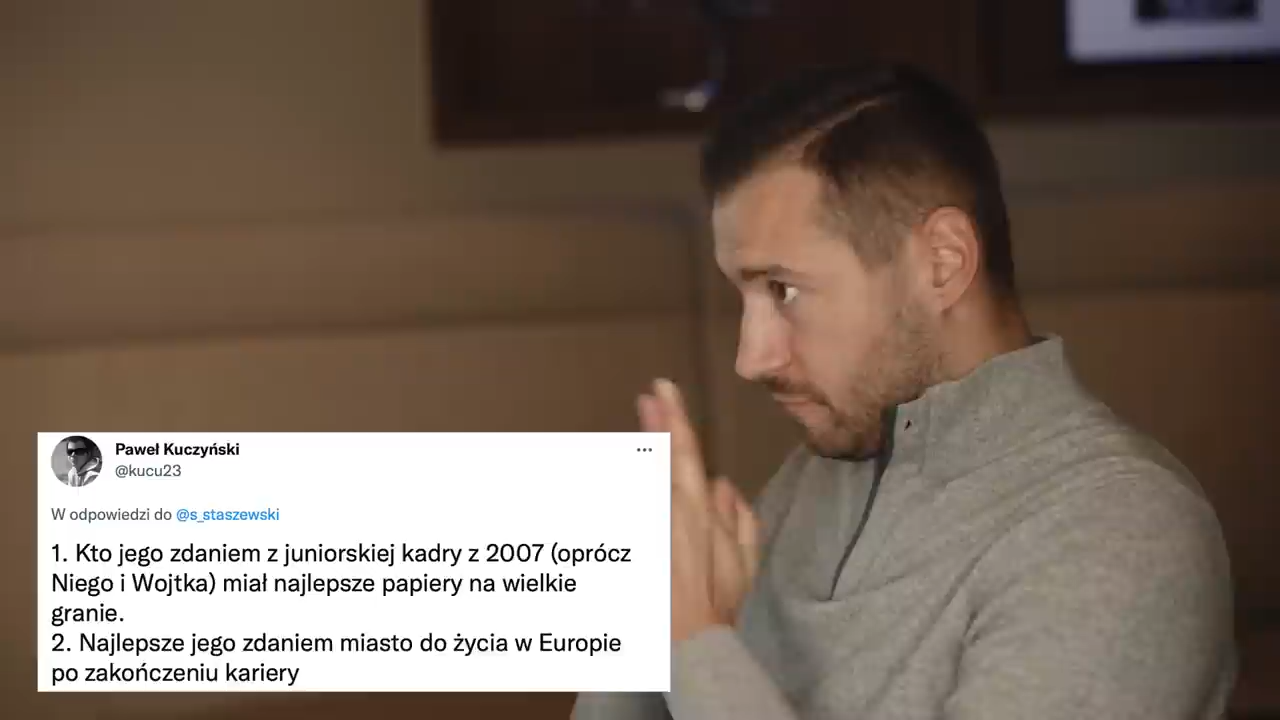 Paweł Kuczyński
@kucu23
W odpowiedzi do @s_staszewski
1. Kto jego zdaniem z juniorskiej kadry z 2007 (oprócz
Niego i Wojtka) miał najlepsze papiery na wielkie
granie.
2. Najlepsze jego zdaniem miasto do życia w Europie
po zakończeniu kariery